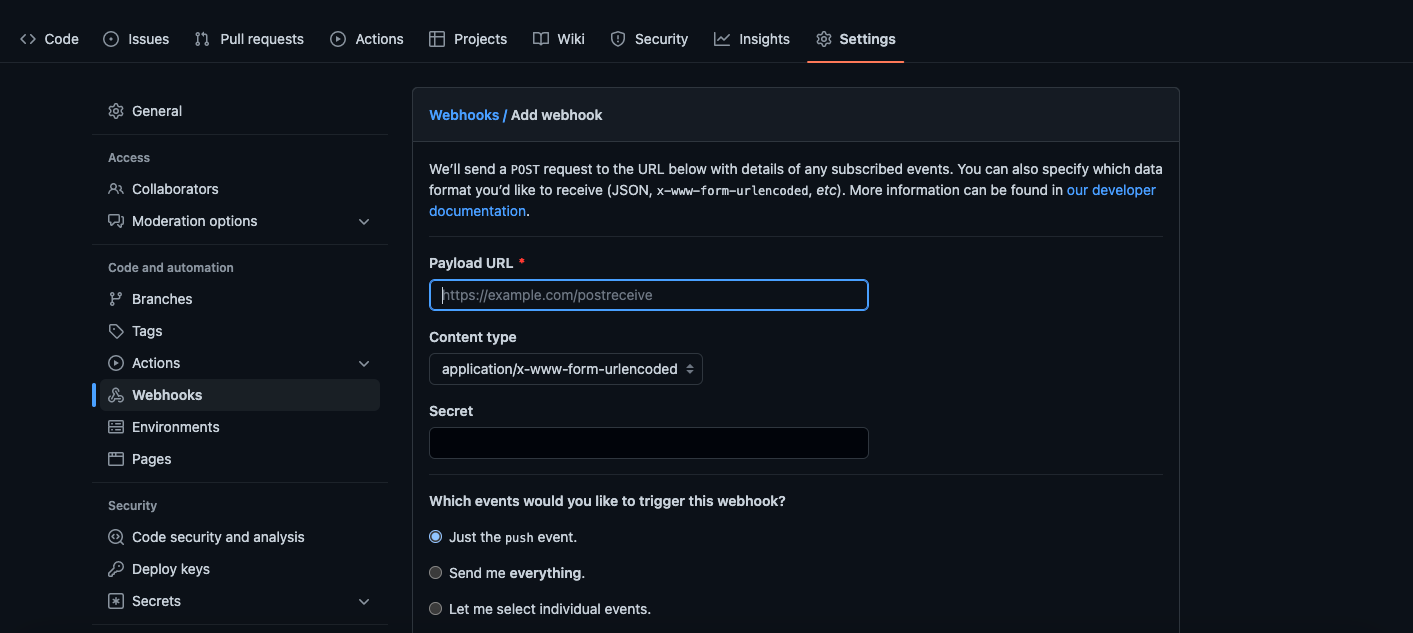 Code Issues Pull requests Actions Projects Wiki Security Insights Settings
General
Access
Collaborators
Moderation options
Code and automation
Branches
Tags
Actions
Webhooks
Environments
Pages
Security
Code security and analysis
Deploy keys
Secrets
Webhooks / Add webhook
We’ll send a POST request to the URL below with details of any subscribed events. You can also specify which data
format you’d like to receive (JSON, x-www-form-urlencoded, etc). More information can be found in our developer
documentation.
Payload URL *
https://example.com/postreceive
Content type
application/x-www-form-urlencoded
Secret
Which events would you like to trigger this webhook?
Just the push event.
Send me everything.
Let me select individual events.